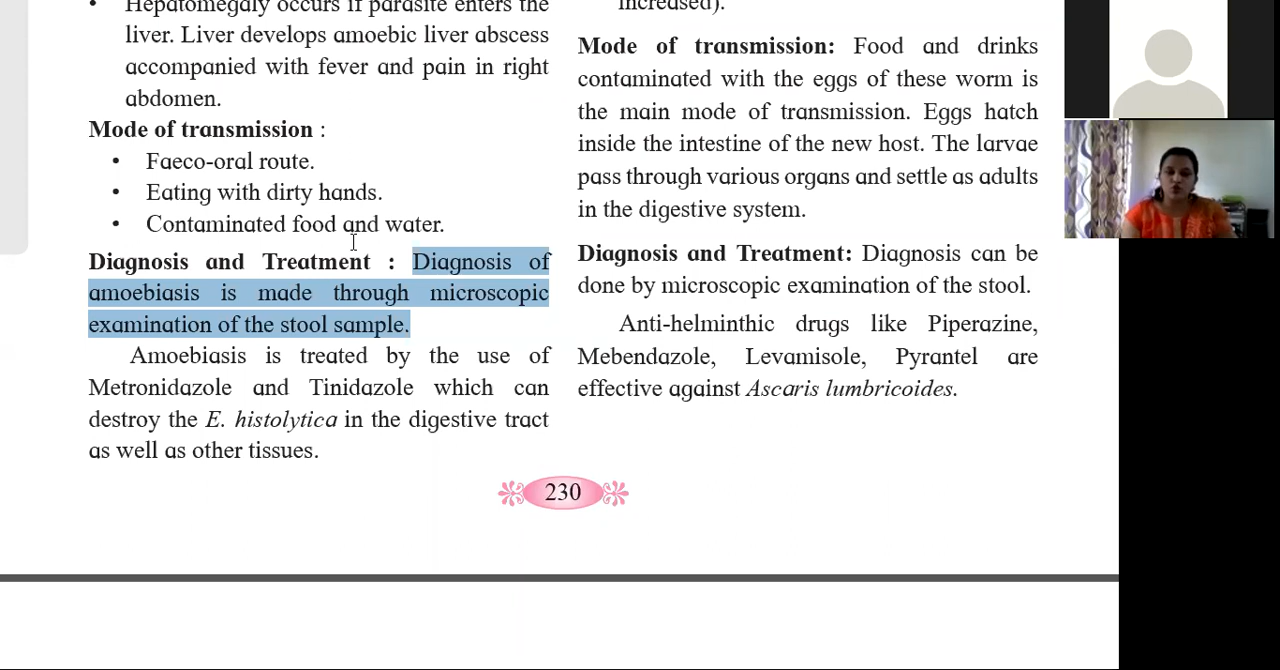 Hepatomegaly occurs if parasite enters the
liver. Liver develops amoebic liver abscess
accompanied with fever and pain in right
abdomen.
Mode of transmission :
• Faeco-oral route.
• Eating with dirty hands.
• Contaminated food and water.
Diagnosis and Treatment : Diagnosis of
amoebiasis is made through microscopic
examination of the stool sample.
Amoebiasis is treated by the use of
Metronidazole and Tinidazole which can
destroy the E. histolytica in the digestive tract
as well as other tissues.
increased).
Mode of transmission: Food and drinks
contaminated with the eggs of these worm is
the main mode of transmission. Eggs hatch
inside the intestine of the new host. The larvae
pass through various organs and settle as adults
in the digestive system.
Diagnosis and Treatment: Diagnosis can be
done by microscopic examination of the stool.
Anti-helminthic drugs like Piperazine,
Mebendazole, Levamisole, Pyrantel are
effective against Ascaris lumbricoides.
230